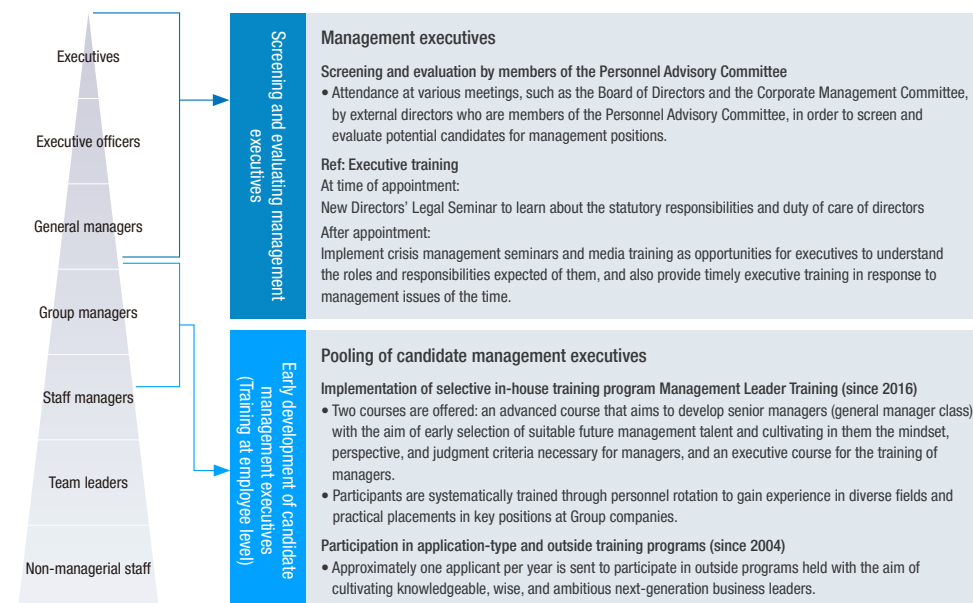 Executives
Executive officers
General managers
Group managers
Staff managers
Team leaders
Non-managerial staff
Screening and evaluating management
executives
Management executives
Screening and evaluation by members of the Personnel Advisory Committee
• Attendance at various meetings, such as the Board of Directors and the Corporate Management Committee,
by external directors who are members of the Personnel Advisory Committee, in order to screen and
evaluate potential candidates for management positions.
Ref: Executive training
At time of appointment:
New Directors’ Legal Seminar to learn about the statutory responsibilities and duty of care of directors
After appointment:
Implement crisis management seminars and media training as opportunities for executives to understand
the roles and responsibilities expected of them, and also provide timely executive training in response to
management issues of the time.
Early development of candidate
management executives
(Training at employee level)
Pooling of candidate management executives
Implementation of selective in-house training program Management Leader Training (since 2016)
• Two courses are offered: an advanced course that aims to develop senior managers (general manager class)
with the aim of early selection of suitable future management talent and cultivating in them the mindset,
perspective, and judgment criteria necessary for managers, and an executive course for the training of
managers.
• Participants are systematically trained through personnel rotation to gain experience in diverse fields and
practical placements in key positions at Group companies.
Participation in application-type and outside training programs (since 2004)
• Approximately one applicant per year is sent to participate in outside programs held with the aim of
cultivating knowledgeable, wise, and ambitious next-generation business leaders.